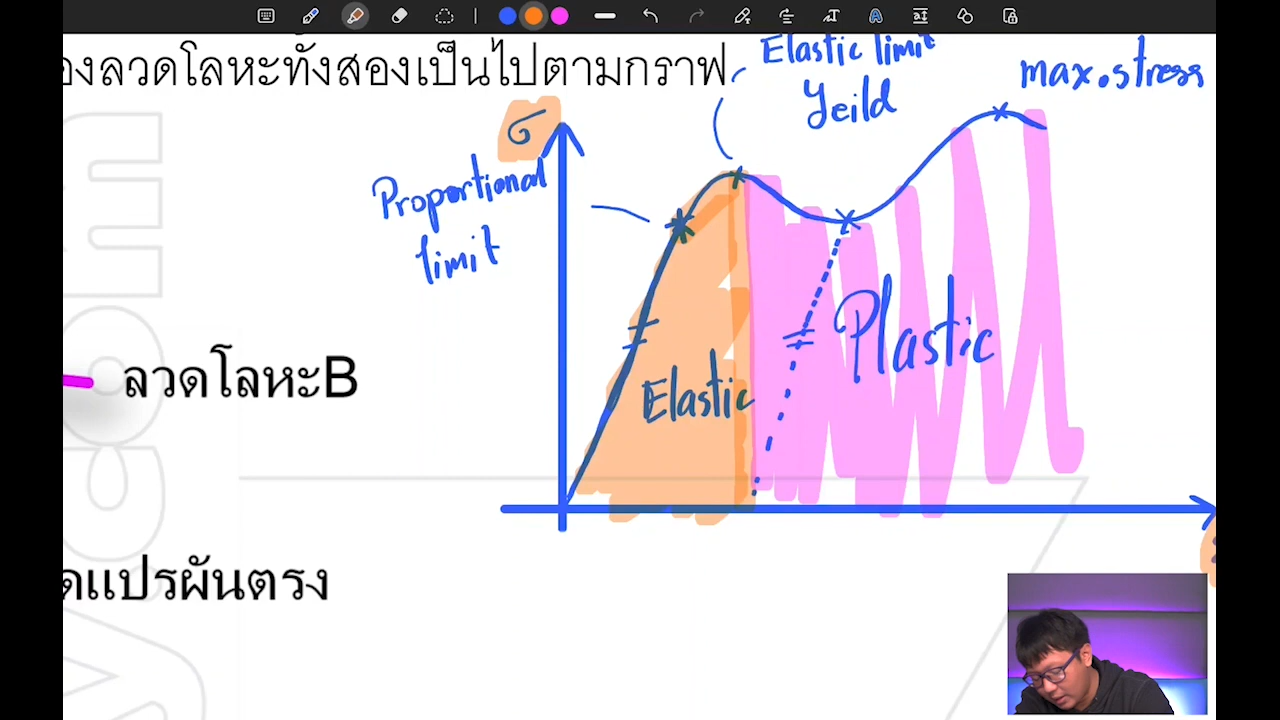 องลวดโลหะทั้งสองเป็นไปตามกราฟ
Elastic limit
Yeild
max.stress
σ
Proportional
limit
Elastic
Plastic
ลวดโลหะB
ดแปรผันตรง